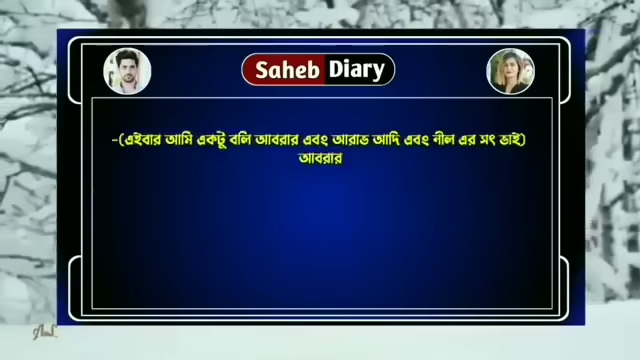 Saheb Diary
-(এইবার আমি একটু বলি আবরার এবং আরাভ আদি এবং নীল এর সৎ ভাই)
আবরার